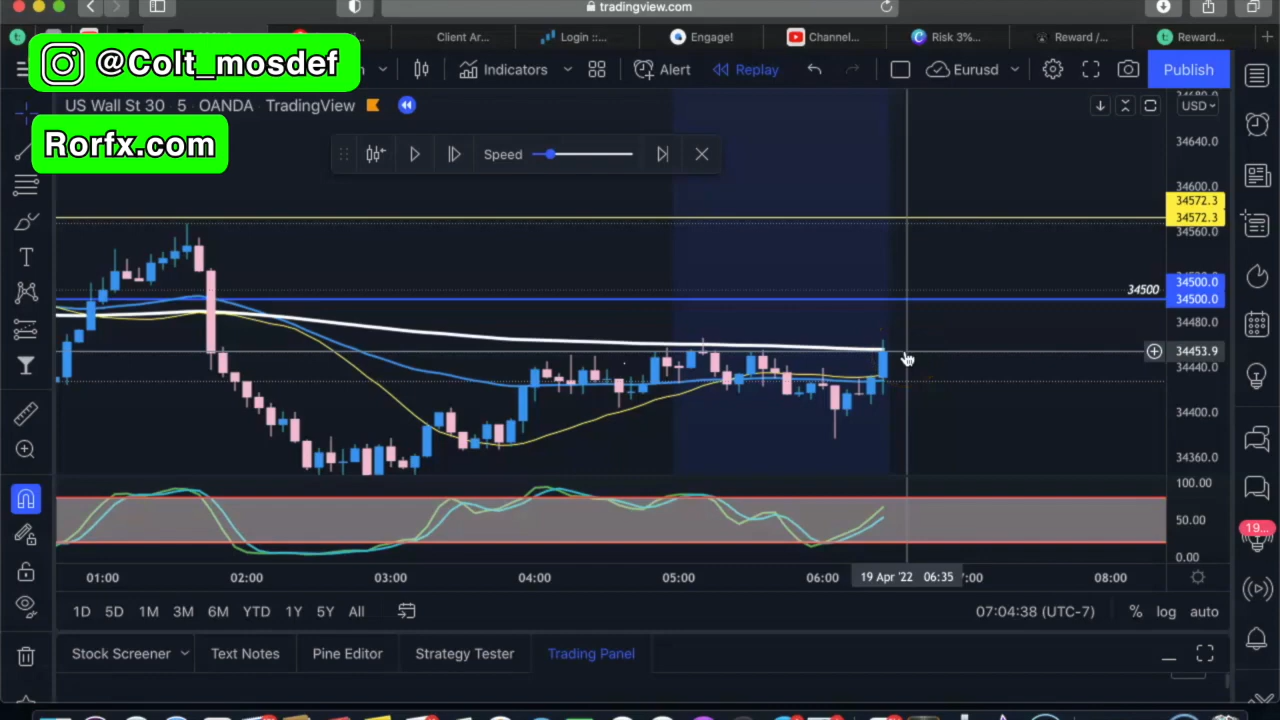 tradingview.com
Client Ar...
Login ::...
Engage!
Channel...
Risk 3%...
Reward /...
Reward...
@Colt_mosdef
Indicators
Alert
Replay
Eurusd
Publish
US Wall St 30 · 5 · OANDA · TradingView
USD
Rorfx.com
Speed
34640.0
34600.0
34572.3
34572.3
34560.0
34500.0
34500
34500.0
34480.0
34453.9
34440.0
34400.0
34360.0
100.00
50.00
0.00
01:00
02:00
03:00
04:00
05:00
06:00
19 Apr '22 06:35
08:00
19...
1D
5D
1M
3M
6M
YTD
1Y
5Y
All
07:04:38 (UTC-7)
%
log
auto
Stock Screener
Text Notes
Pine Editor
Strategy Tester
Trading Panel